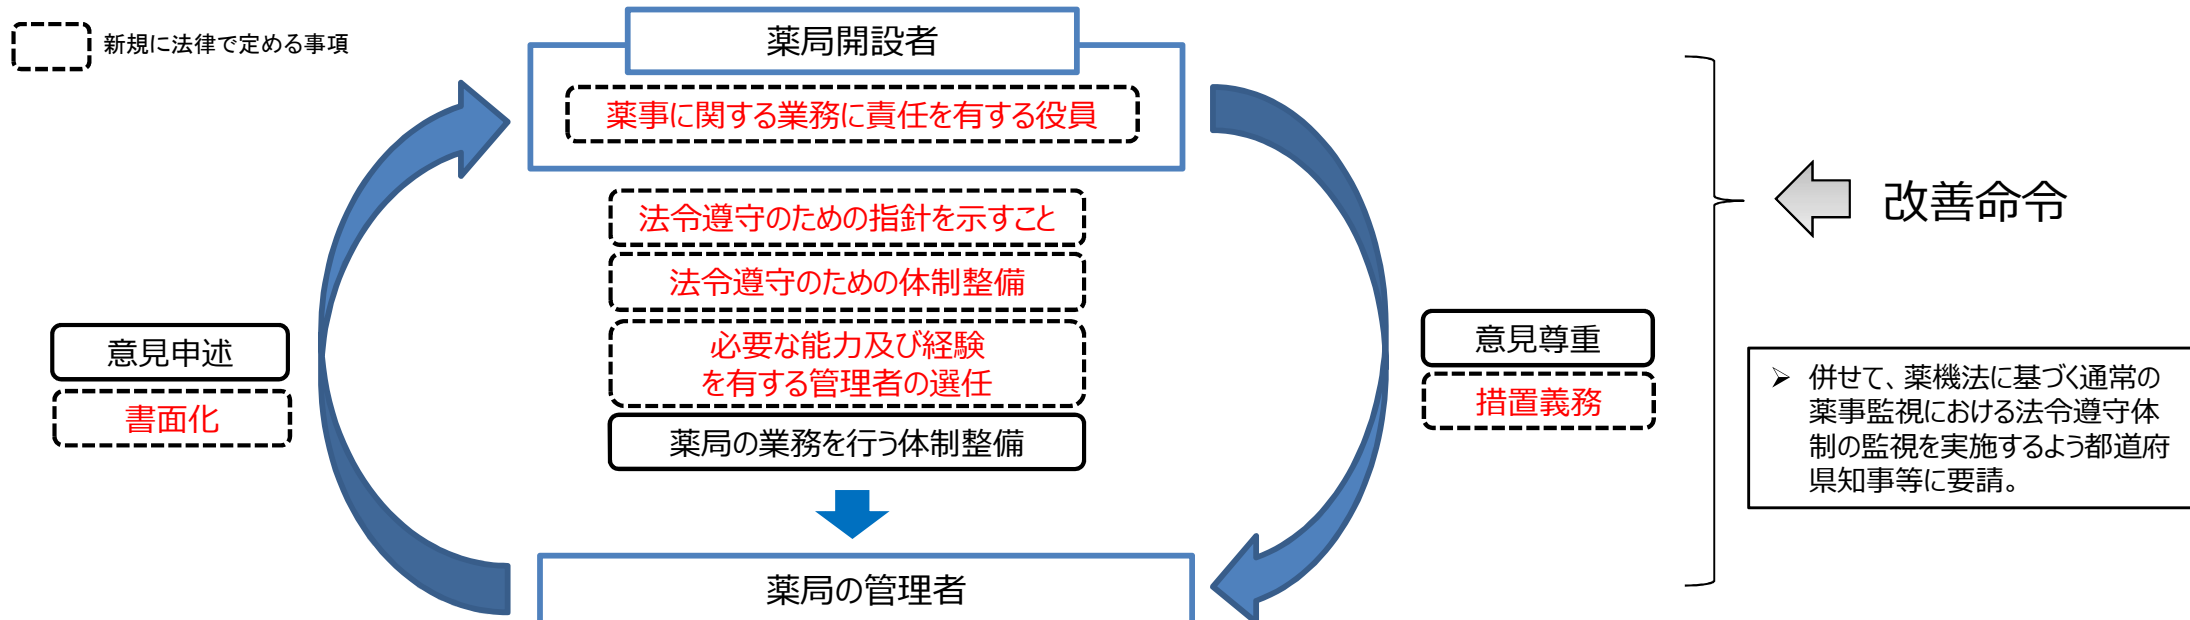 新規に法律で定める事項
薬局開設者
薬事に関する業務に責任を有する役員
法令遵守のための指針を示すこと
法令遵守のための体制整備
必要な能力及び経験
を有する管理者の選任
薬局の業務を行う体制整備
意見申述
書面化
意見尊重
措置義務
薬局の管理者
改善命令
➢ 併せて、薬機法に基づく通常の
薬事監視における法令遵守体
制の監視を実施するよう都道府
県知事等に要請。